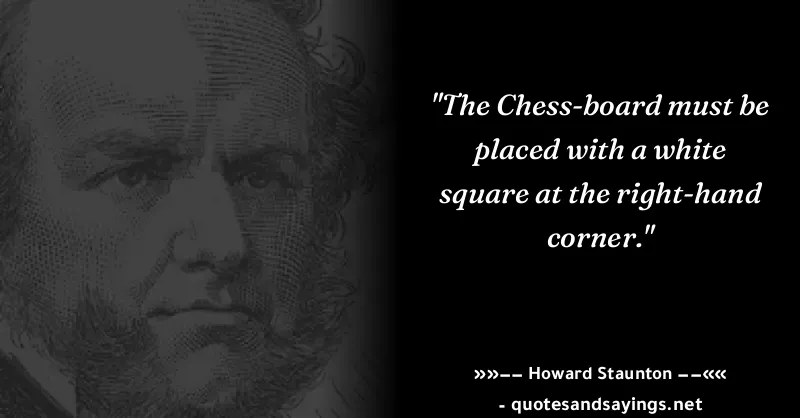 "The Chess-board must be
placed with a white
square at the right-hand
corner."
»»−− Howard Staunton −−««
- quotesandsayings.net